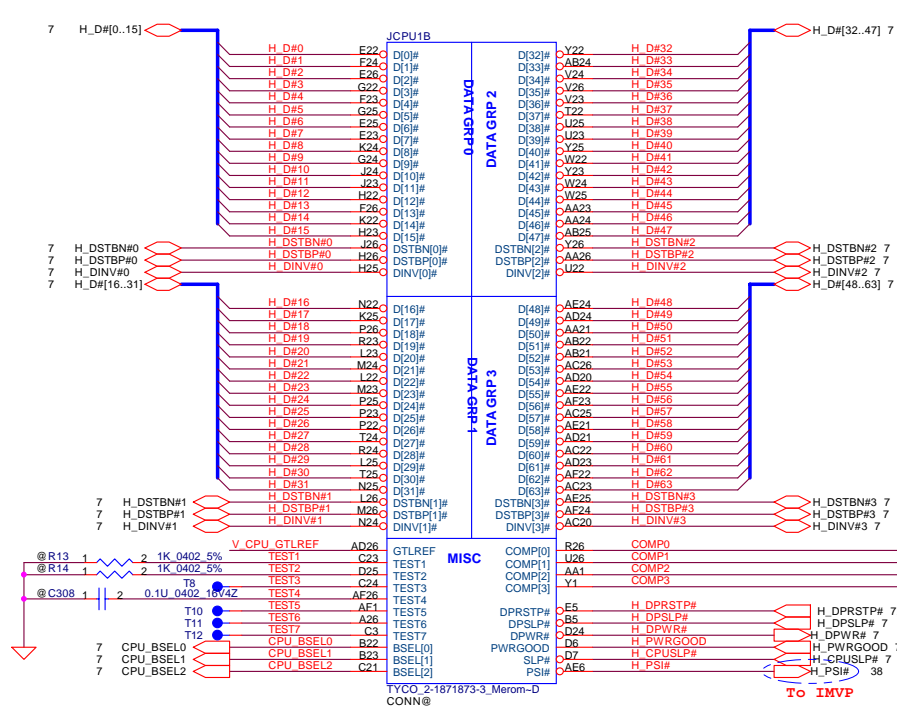 7 H_D#[0..15] JCPU1B H_D#[32..47] 7
H_D#0 E22 D[0]# D[32]# Y22 H_D#32
H_D#1 F24 D[1]# D[33]# AB24 H_D#33
H_D#2 E26 D[2]# D[34]# V24 H_D#34
H_D#3 G22 D[3]# D[35]# V26 H_D#35
H_D#4 F23 D[4]# D[36]# V23 H_D#36
H_D#5 G25 D[5]# D[37]# T22 H_D#37
H_D#6 E25 D[6]# D[38]# U25 H_D#38
H_D#7 E23 D[7]# D[39]# U23 H_D#39
H_D#8 K24 D[8]# D[40]# Y25 H_D#40
H_D#9 G24 D[9]# D[41]# W22 H_D#41
H_D#10 J24 D[10]# D[42]# Y23 H_D#42
H_D#11 J23 D[11]# D[43]# W24 H_D#43
H_D#12 H22 D[12]# D[44]# W25 H_D#44
H_D#13 F26 D[13]# D[45]# AA23 H_D#45
H_D#14 K22 D[14]# D[46]# AA24 H_D#46
H_D#15 H23 D[15]# D[47]# AB25 H_D#47
7 H_DSTBN#0 H_DSTBN#0 J26 DSTBN[0]# DSTBN[2]# Y26 H_DSTBN#2 H_DSTBN#2 7
7 H_DSTBP#0 H_DSTBP#0 H26 DSTBP[0]# DSTBP[2]# AA26 H_DSTBP#2 H_DSTBP#2 7
7 H_DINV#0 H_DINV#0 H25 DINV[0]# DINV[2]# U22 H_DINV#2 H_DINV#2 7
DATA GRP 0
DATA GRP 2
7 H_D#[16..31] H_D#[48..63] 7
H_D#16 N22 D[16]# D[48]# AE24 H_D#48
H_D#17 K25 D[17]# D[49]# AD24 H_D#49
H_D#18 P26 D[18]# D[50]# AA21 H_D#50
H_D#19 R23 D[19]# D[51]# AB22 H_D#51
H_D#20 L23 D[20]# D[52]# AB21 H_D#52
H_D#21 M24 D[21]# D[53]# AC26 H_D#53
H_D#22 L22 D[22]# D[54]# AD20 H_D#54
H_D#23 M23 D[23]# D[55]# AE22 H_D#55
H_D#24 P25 D[24]# D[56]# AF23 H_D#56
H_D#25 P23 D[25]# D[57]# AC25 H_D#57
H_D#26 P22 D[26]# D[58]# AE21 H_D#58
H_D#27 T24 D[27]# D[59]# AD21 H_D#59
H_D#28 R24 D[28]# D[60]# AC22 H_D#60
H_D#29 L25 D[29]# D[61]# AD23 H_D#61
H_D#30 T25 D[30]# D[62]# AF22 H_D#62
H_D#31 N25 D[31]# D[63]# AC23 H_D#63
7 H_DSTBN#1 H_DSTBN#1 L26 DSTBN[1]# DSTBN[3]# AE25 H_DSTBN#3 H_DSTBN#3 7
7 H_DSTBP#1 H_DSTBP#1 M26 DSTBP[1]# DSTBP[3]# AF24 H_DSTBP#3 H_DSTBP#3 7
7 H_DINV#1 H_DINV#1 N24 DINV[1]# DINV[3]# AC20 H_DINV#3 H_DINV#3 7
DATA GRP 1
DATA GRP 3
V_CPU_GTLREF AD26 GTLREF MISC COMP[0] R26 COMP0
@R13 1 2 1K_0402_5% TEST1 C23 TEST1 COMP[1] U26 COMP1
@R14 1 2 1K_0402_5% TEST2 D25 TEST2 COMP[2] AA1 COMP2
T8 TEST3 C24 TEST3 COMP[3] Y1 COMP3
@C308 1 2 0.1U_0402_16V4Z TEST4 AF26 TEST4
T10 TEST5 AF1 TEST5 DPRSTP# E5 H_DPRSTP# H_DPRSTP# 7
T11 TEST6 A26 TEST6 DPSLP# B5 H_DPSLP# H_DPSLP# 7
T12 TEST7 C3 TEST7 DPWR# D24 H_DPWR# H_DPWR# 7
7 CPU_BSEL0 CPU_BSEL0 B22 BSEL[0] PWRGOOD D6 H_PWRGOOD H_PWRGOOD 7
7 CPU_BSEL1 CPU_BSEL1 B23 BSEL[1] SLP# D7 H_CPUSLP# H_CPUSLP# 7
7 CPU_BSEL2 CPU_BSEL2 C21 BSEL[2] PSI# AE6 H_PSI# H_PSI# 38
TYCO_2-1871873-3_Merom~D
CONN@
To IMVP